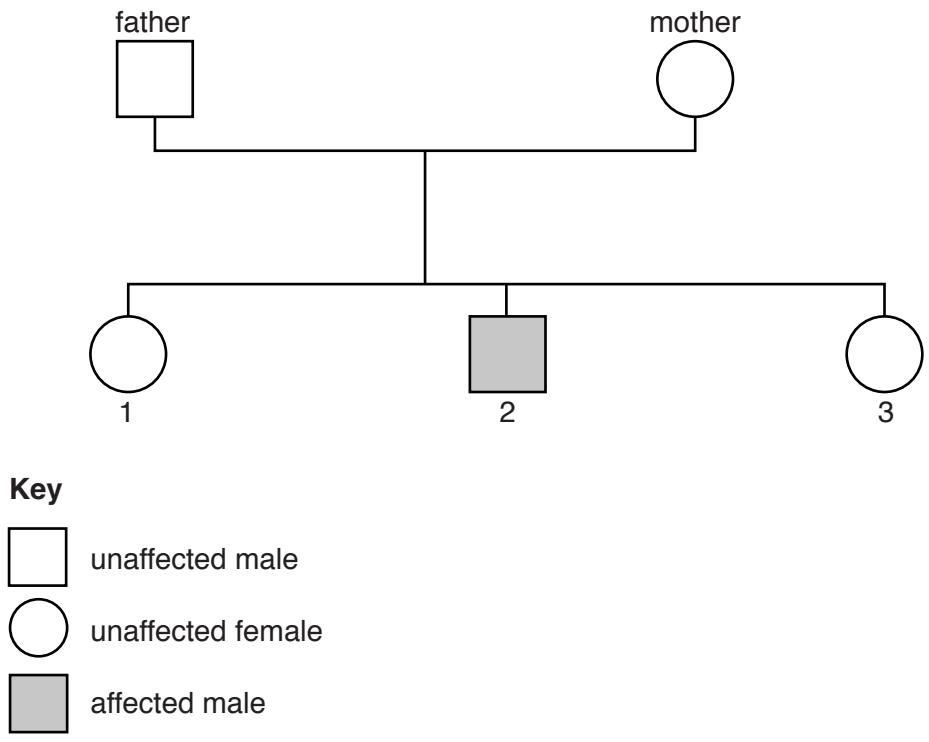 father mother
1 2 3
Key
unaffected male
unaffected female
affected male